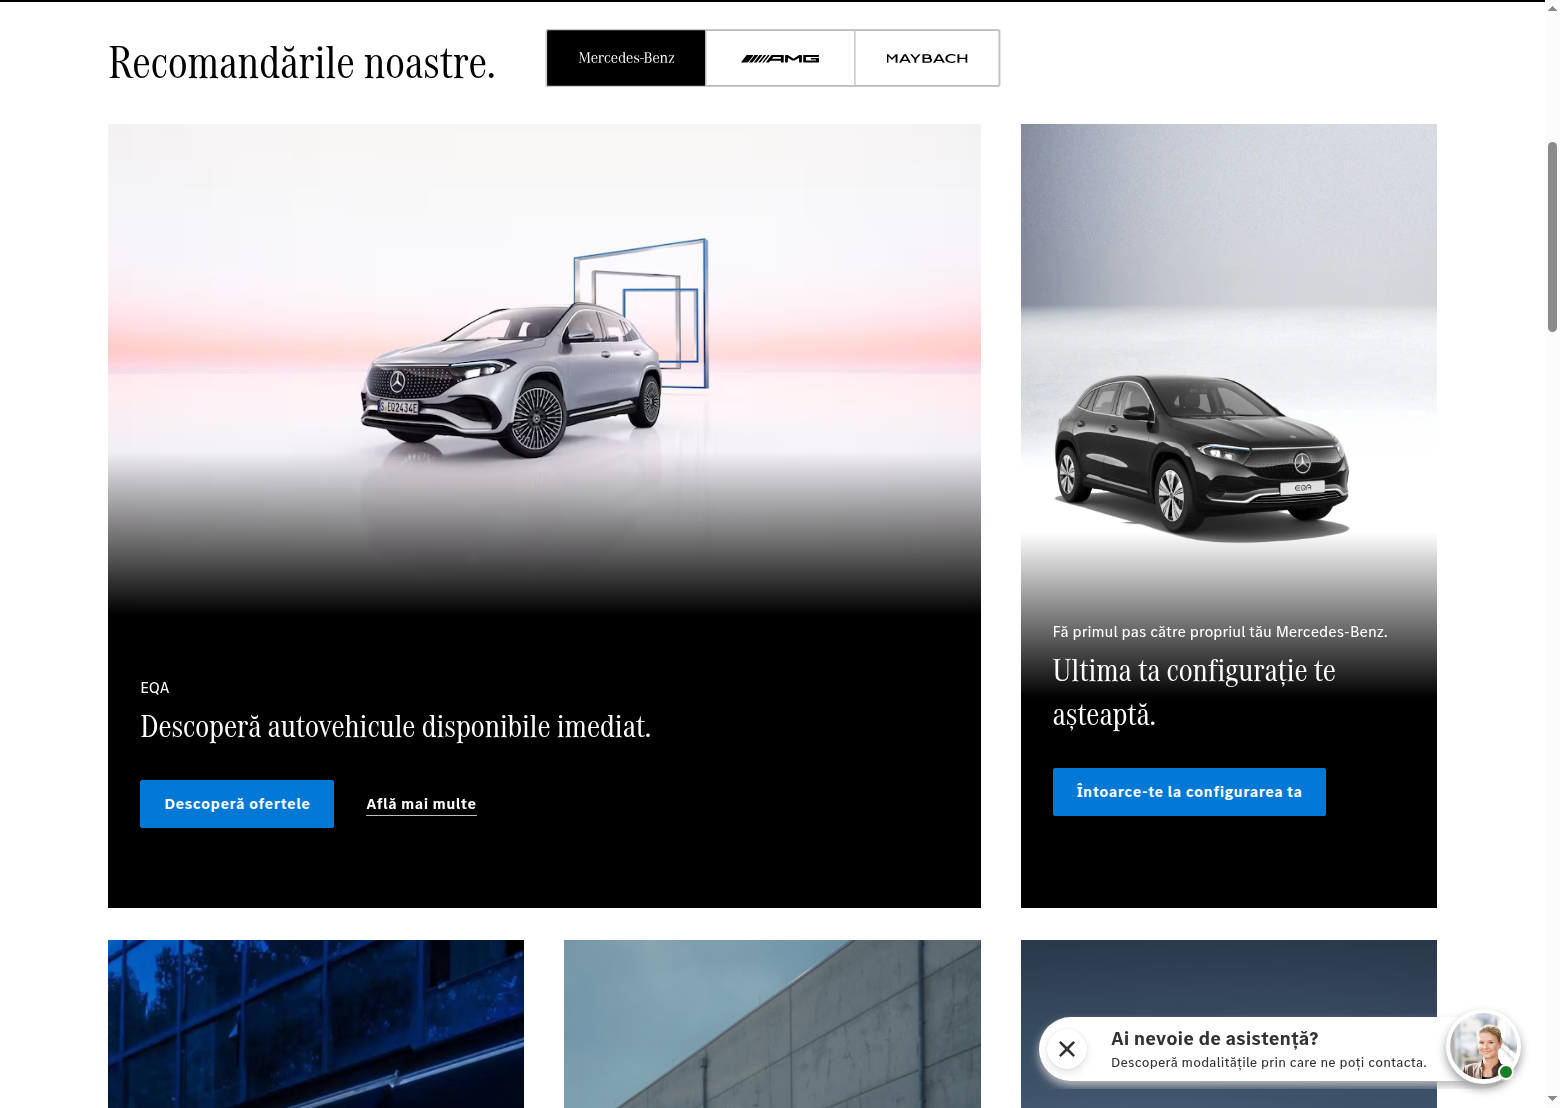 Recomandările noastre.
Mercedes-Benz
AMG
MAYBACH
S·EQ2434E
EQA
EQA
Descoperă autovehicule disponibile imediat.
Descoperă ofertele
Află mai multe
Fă primul pas către propriul tău Mercedes-Benz.
Ultima ta configurație te
așteaptă.
Întoarce-te la configurarea ta
Ai nevoie de asistență?
Descoperă modalitățile prin care ne poți contacta.